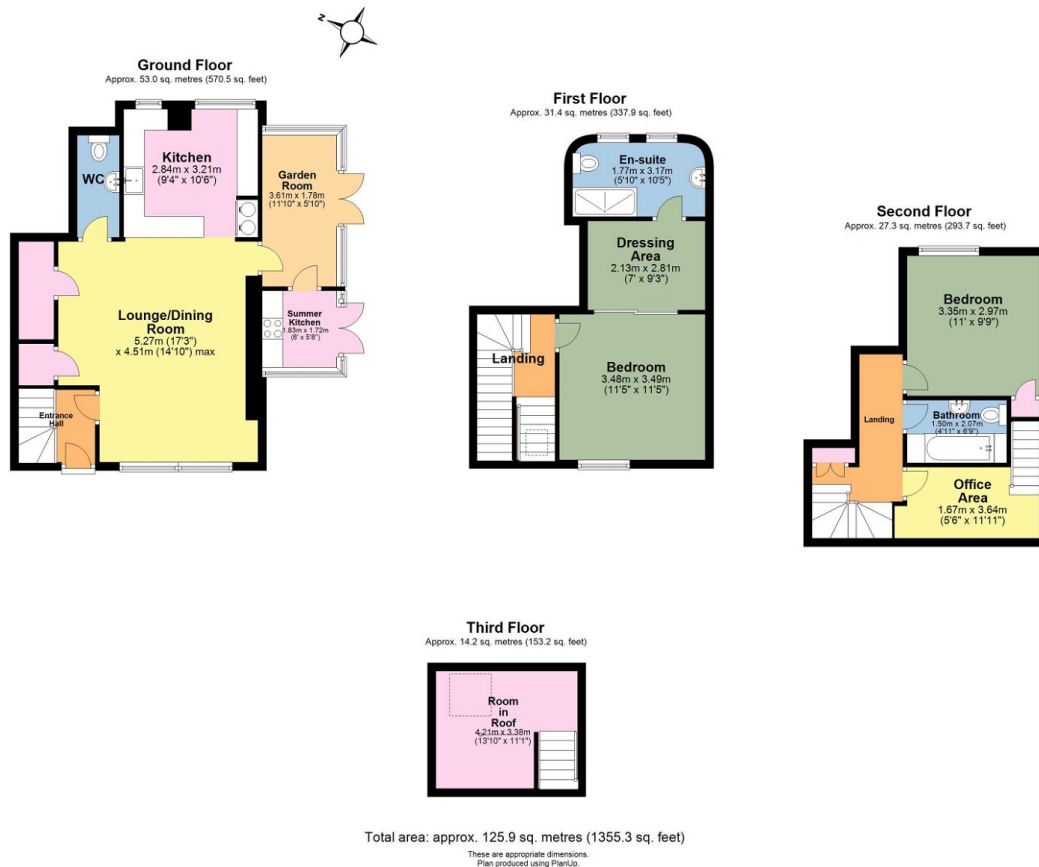 N
Ground Floor
Approx. 53.0 sq. metres (570.5 sq. feet)
Kitchen
2.84m x 3.21m
(9'4" x 10'6")
WC
Garden
Room
3.61m x 1.78m
(11'10" x 5'10")
Lounge/Dining
Room
5.27m (17'3")
x 4.51m (14'10") max
Summer
Kitchen
1.83m x 1.72m
(6' x 5'8")
Entrance
Hall
First Floor
Approx. 31.4 sq. metres (337.9 sq. feet)
En-suite
1.77m x 3.17m
(5'10" x 10'5")
Dressing
Area
2.13m x 2.81m
(7' x 9'3")
Landing
Bedroom
3.48m x 3.49m
(11'5" x 11'5")
Second Floor
Approx. 27.3 sq. metres (293.7 sq. feet)
Bedroom
3.35m x 2.97m
(11' x 9'9")
Landing
Bathroom
1.50m x 2.07m
(4'11" x 6'9")
Office
Area
1.67m x 3.64m
(5'6" x 11'11")
Third Floor
Approx. 14.2 sq. metres (153.2 sq. feet)
Room
in
Roof
4.21m x 3.38m
(13'10" x 11'1")
Total area: approx. 125.9 sq. metres (1355.3 sq. feet)
These are appropriate dimensions.
Plan produced using PlanUp.